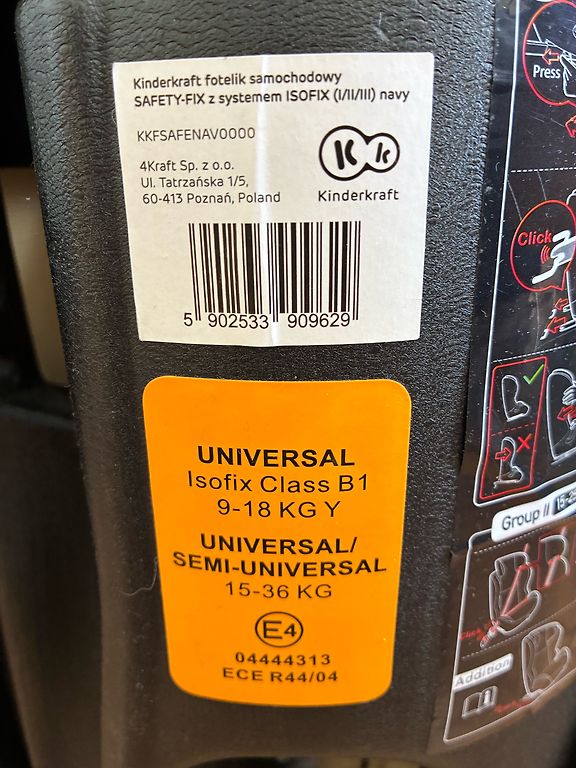 Kinderkraft fotelik samochodowy
SAFETY-FIX z systemem ISOFIX (I/II/III) navy
KKFSAFENAV0000
4Kraft Sp. z o.o.
Ul. Tatrzańska 1/5,
60-413 Poznań, Poland
K k
Kinderkraft
5 902533 909629
UNIVERSAL
Isofix Class B1
9-18 KG Y
UNIVERSAL/
SEMI-UNIVERSAL
15-36 KG
E4
04444313
ECE R44/04
Press
Click
Group II
Addition